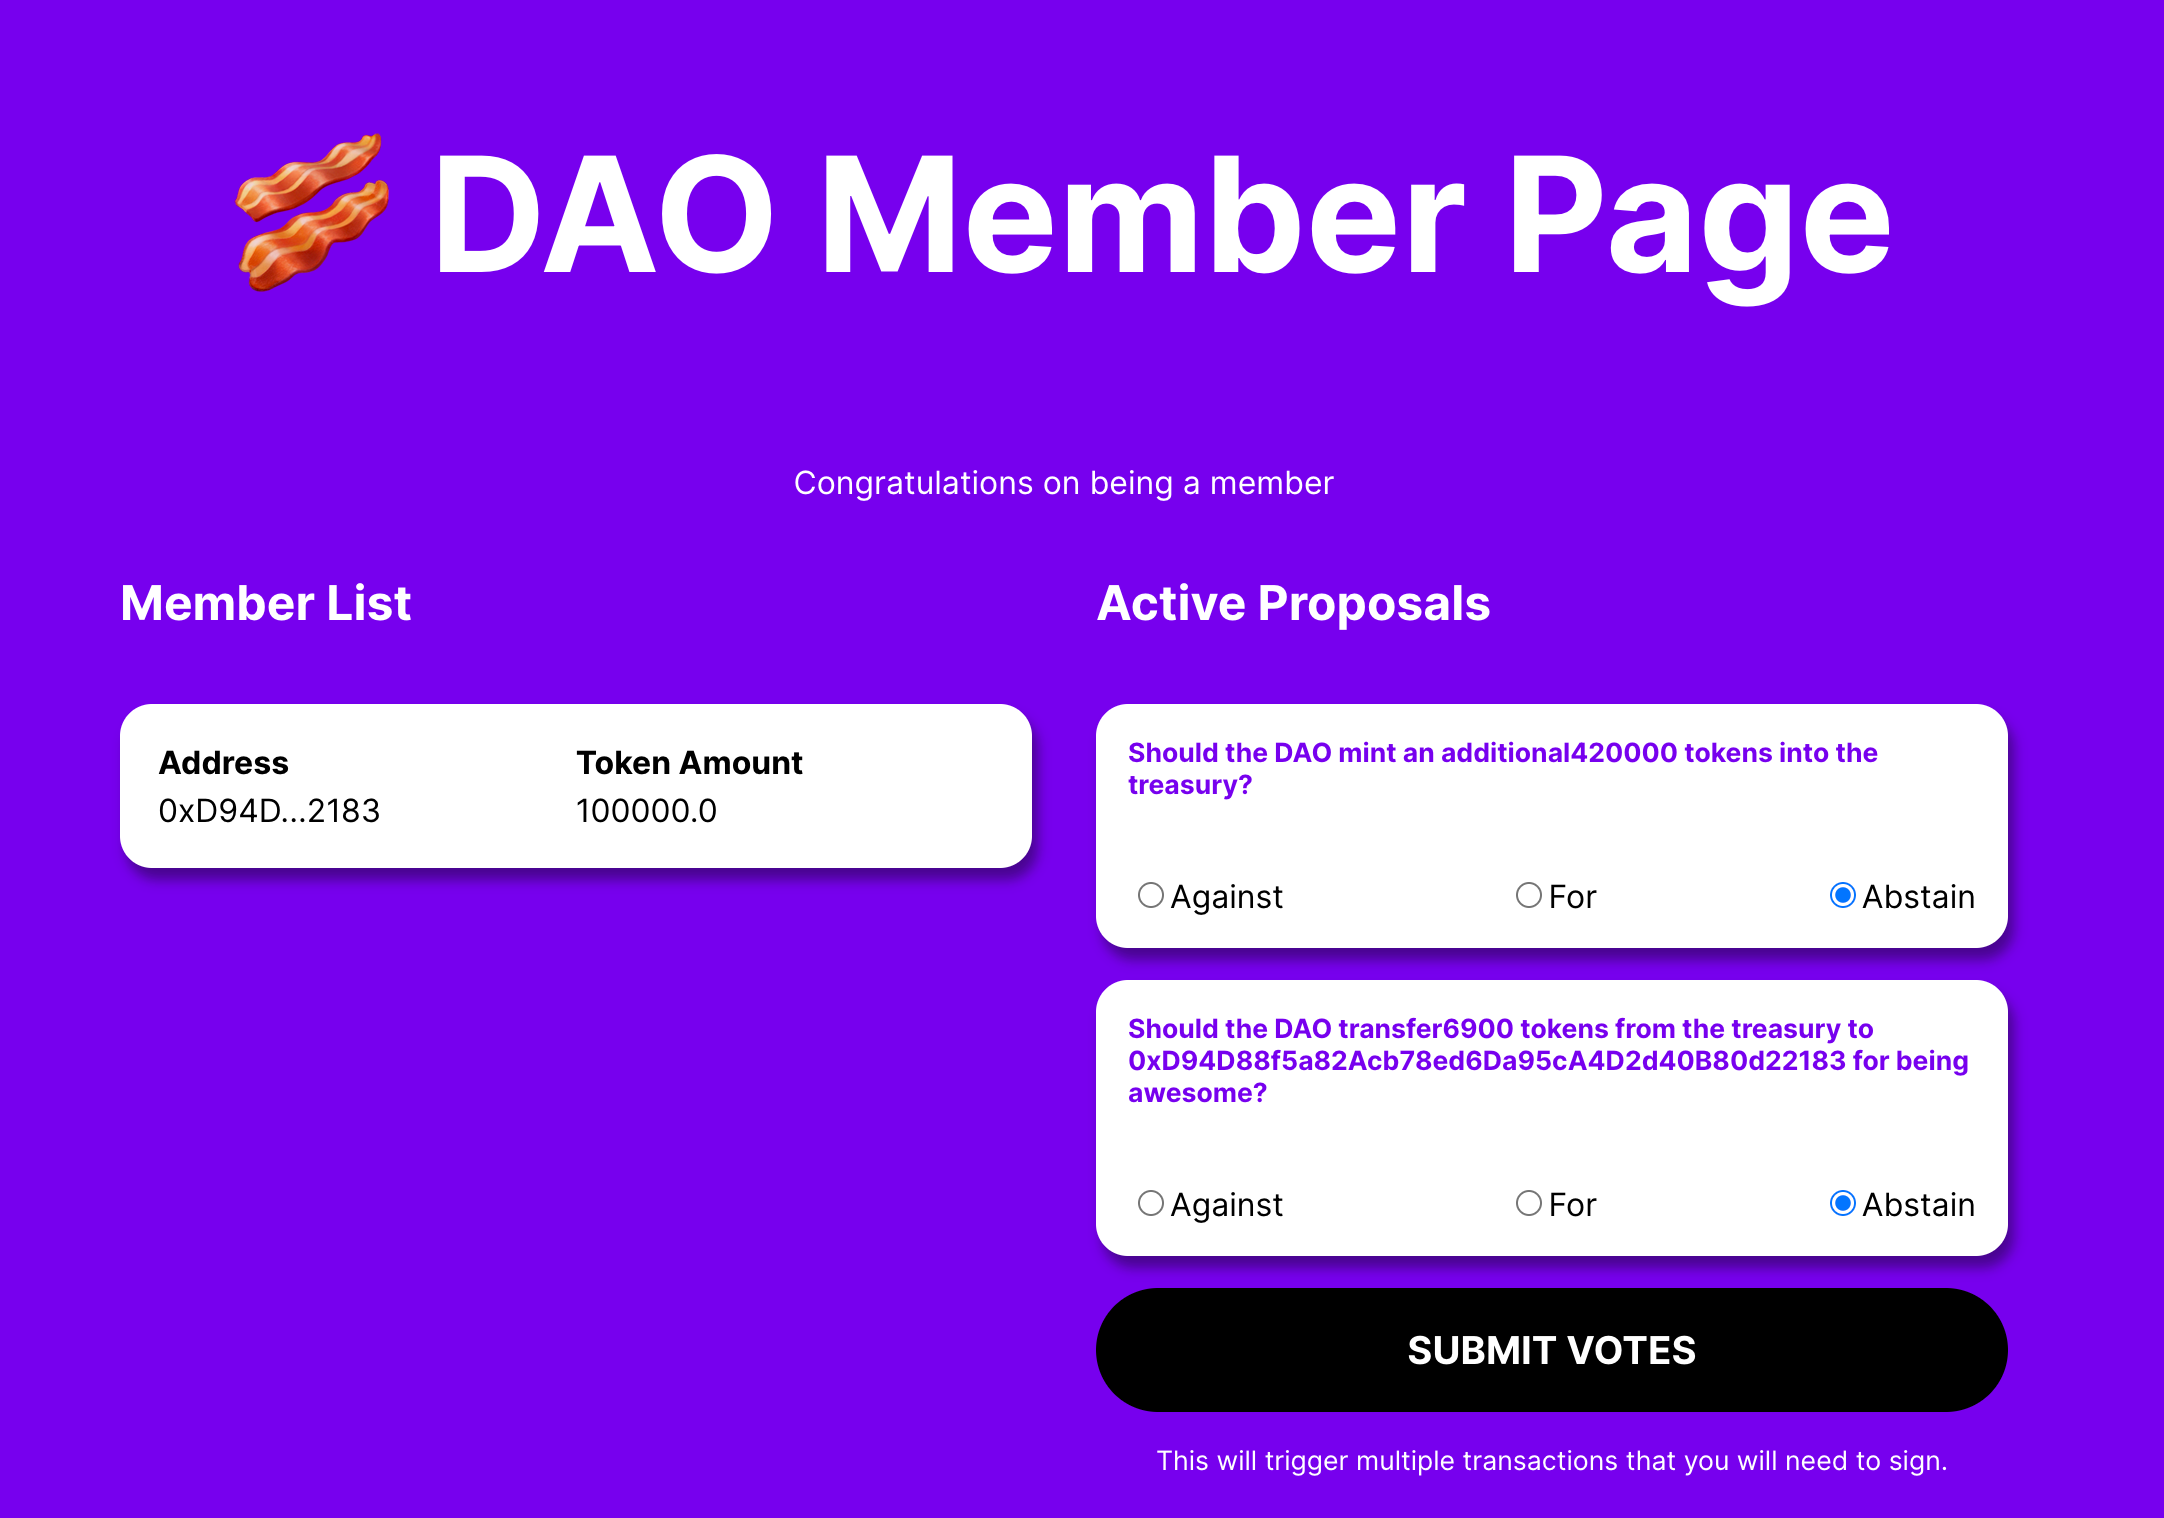 🥓 DAO Member Page
Congratulations on being a member
Member List
Address Token Amount
0xD94D...2183 100000.0
Active Proposals
Should the DAO mint an additional420000 tokens into the
treasury?
Against For Abstain
Should the DAO transfer6900 tokens from the treasury to
0xD94D88f5a82Acb78ed6Da95cA4D2d40B80d22183 for being
awesome?
Against For Abstain
SUBMIT VOTES
This will trigger multiple transactions that you will need to sign.